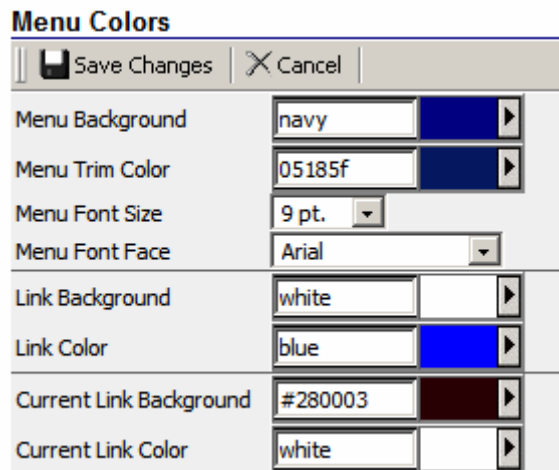 Menu Colors
Save Changes Cancel
Menu Background navy
Menu Trim Color 05185f
Menu Font Size 9 pt.
Menu Font Face Arial
Link Background white
Link Color blue
Current Link Background #280003
Current Link Color white